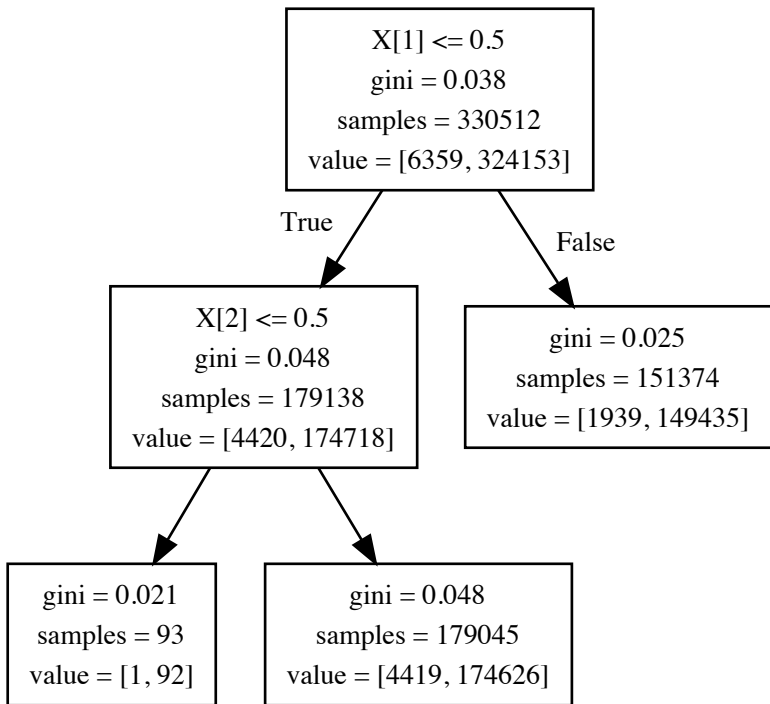 X[1] <= 0.5
gini = 0.038
samples = 330512
value = [6359, 324153]
True
False
X[2] <= 0.5
gini = 0.048
samples = 179138
value = [4420, 174718]
gini = 0.025
samples = 151374
value = [1939, 149435]
gini = 0.021
samples = 93
value = [1, 92]
gini = 0.048
samples = 179045
value = [4419, 174626]